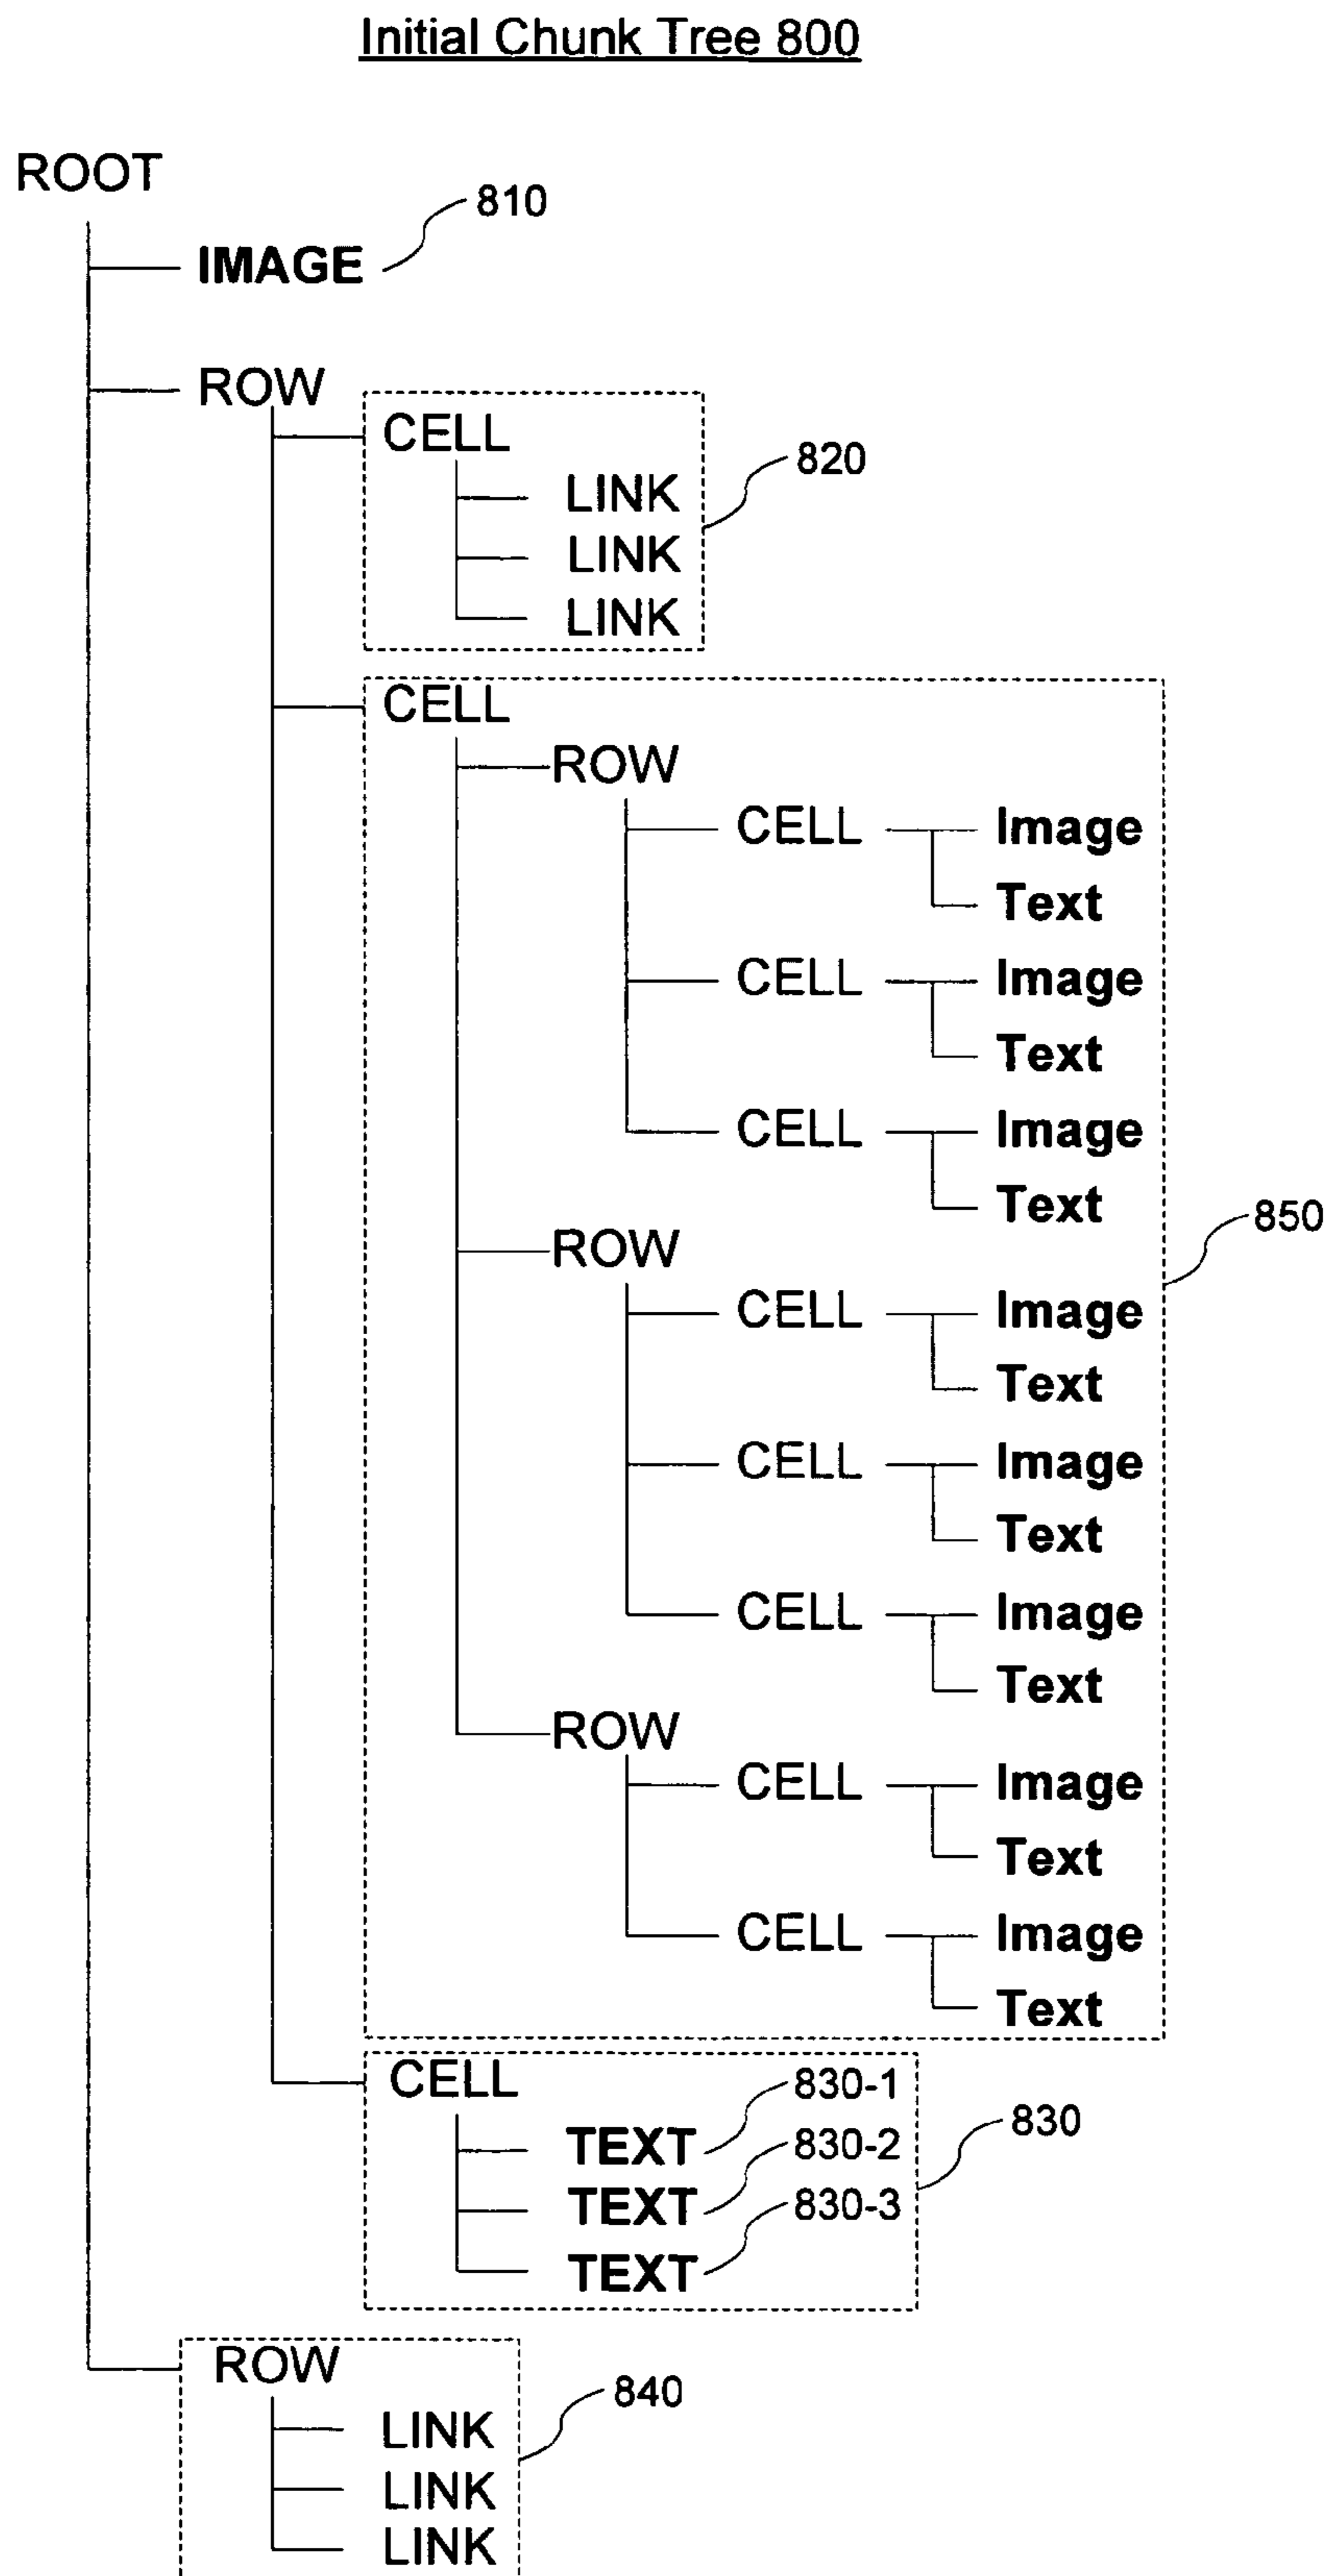 Initial Chunk Tree 800
ROOT
810
IMAGE
ROW
CELL
820
LINK
LINK
LINK
CELL
ROW
CELL Image
Text
CELL Image
Text
CELL Image
Text
850
ROW
CELL Image
Text
CELL Image
Text
CELL Image
Text
ROW
CELL Image
Text
CELL Image
Text
CELL
830-1
830
TEXT
830-2
TEXT
830-3
TEXT
ROW
840
LINK
LINK
LINK